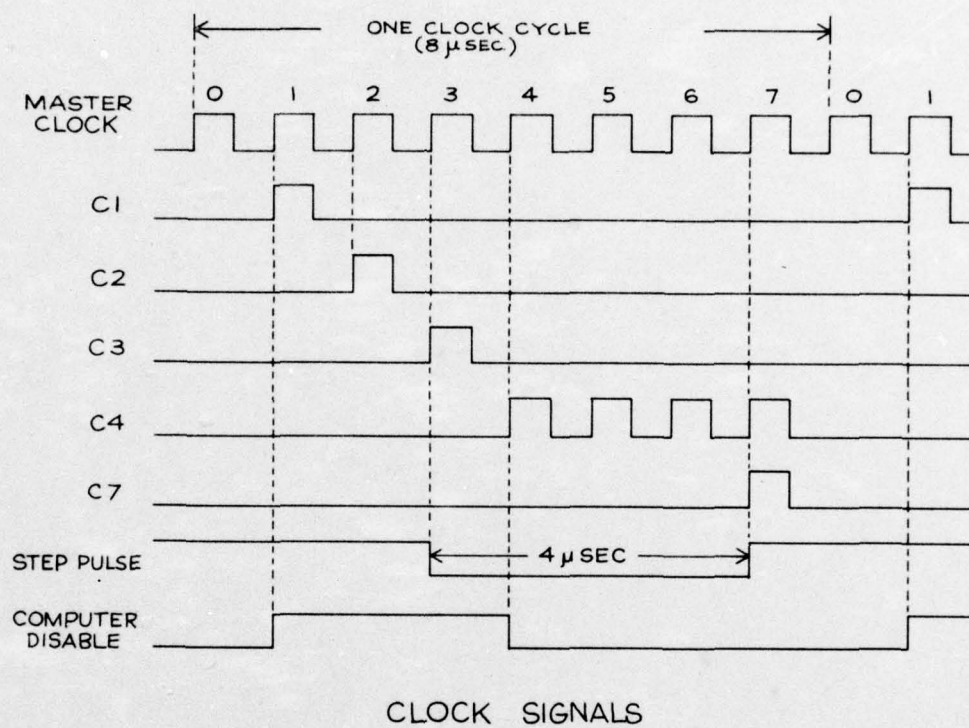 ONE CLOCK CYCLE
(8 μSEC)
MASTER
CLOCK
0 1 2 3 4 5 6 7 0 1
C1
C2
C3
C4
C7
STEP PULSE
4 μ SEC
COMPUTER
DISABLE
CLOCK SIGNALS